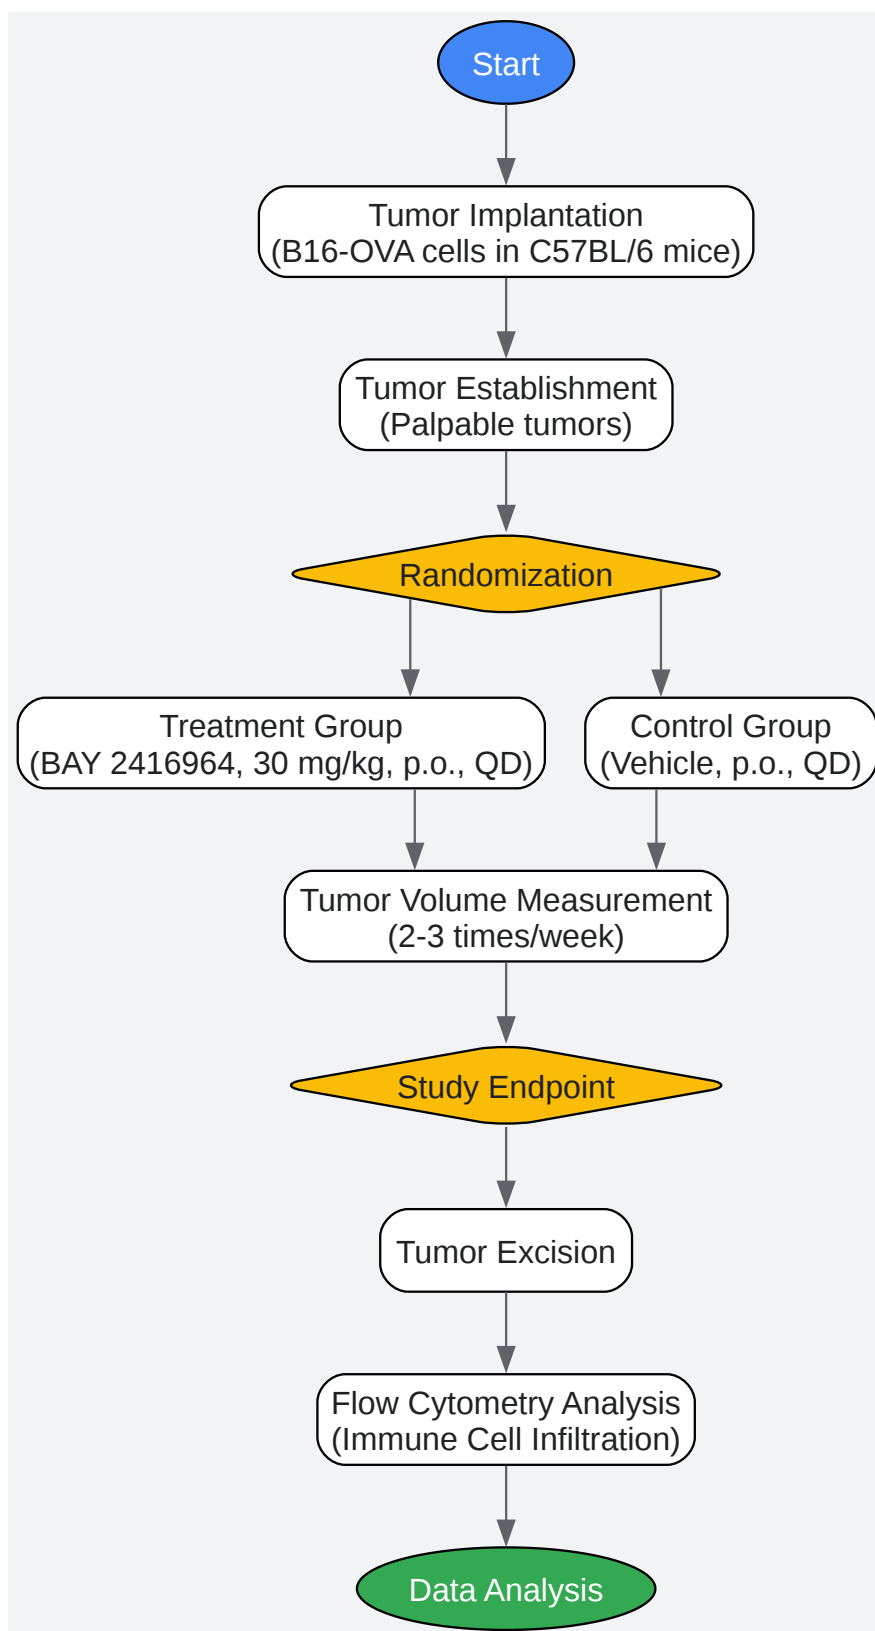 Start
Tumor Implantation
(B16-OVA cells in C57BL/6 mice)
Tumor Establishment
(Palpable tumors)
Randomization
Treatment Group
(BAY 2416964, 30 mg/kg, p.o., QD)
Control Group
(Vehicle, p.o., QD)
Tumor Volume Measurement
(2-3 times/week)
Study Endpoint
Tumor Excision
Flow Cytometry Analysis
(Immune Cell Infiltration)
Data Analysis